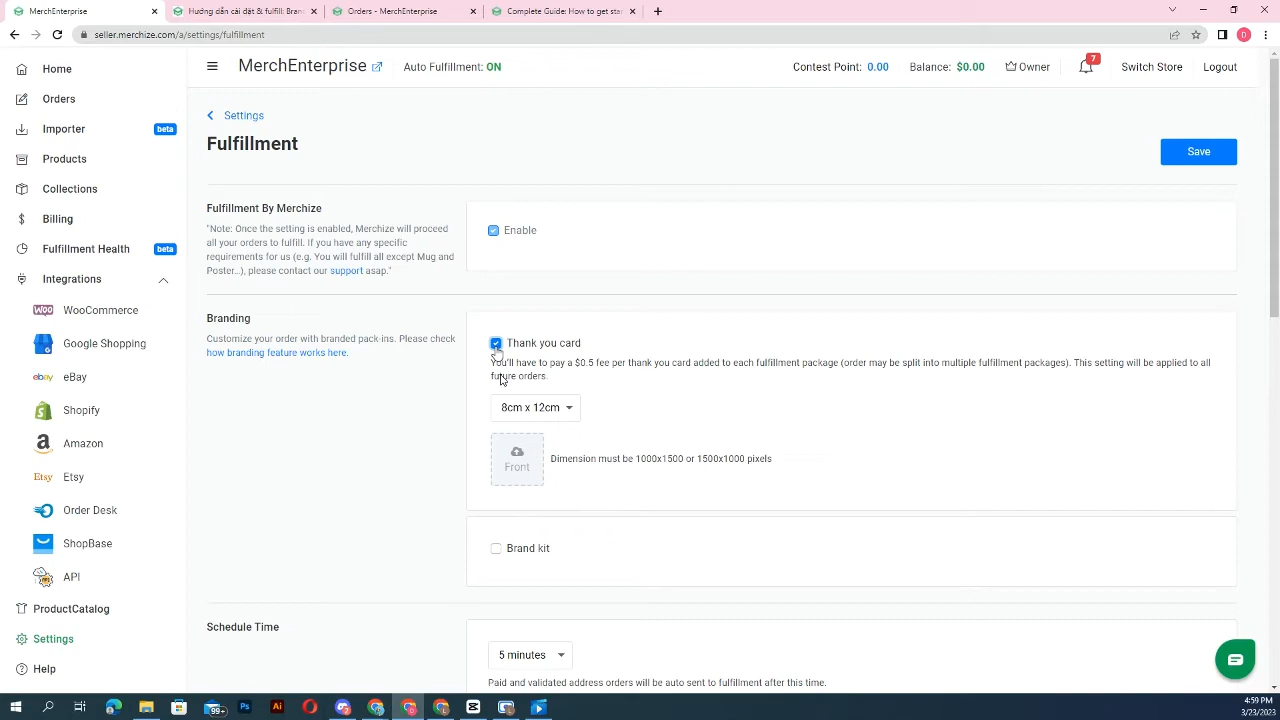 MerchEnterprise
Hướng dẫn cài đặt & fulfill: Bran
Orders - MerchEnterprise
Complete Guide: How to get sta
seller.merchize.com/a/settings/fulfillment
D
MerchEnterprise
Auto Fulfillment: ON
Contest Point: 0.00
Balance: $0.00
Owner
7
Switch Store
Logout
Home
Orders
Importer
beta
Products
Collections
Billing
Fulfillment Health
beta
Integrations
WOO
WooCommerce
Google Shopping
ebay
eBay
Shopify
Amazon
Etsy
Etsy
Order Desk
ShopBase
API
ProductCatalog
Settings
Help
Settings
Fulfillment
Save
Fulfillment By Merchize
"Note: Once the setting is enabled, Merchize will proceed
all your orders to fulfill. If you have any specific
requirements for us (e.g. You will fulfill all except Mug and
Poster...), please contact our support asap."
Enable
Branding
Customize your order with branded pack-ins. Please check
how branding feature works here.
Thank you card
You'll have to pay a $0.5 fee per thank you card added to each fulfillment package (order may be split into multiple fulfillment packages). This setting will be applied to all
future orders.
8cm x 12cm
Front
Dimension must be 1000x1500 or 1500x1000 pixels
Brand kit
Schedule Time
5 minutes
Paid and validated address orders will be auto sent to fulfillment after this time.
99+
Ps
Ai
4:59 PM
3/23/2023